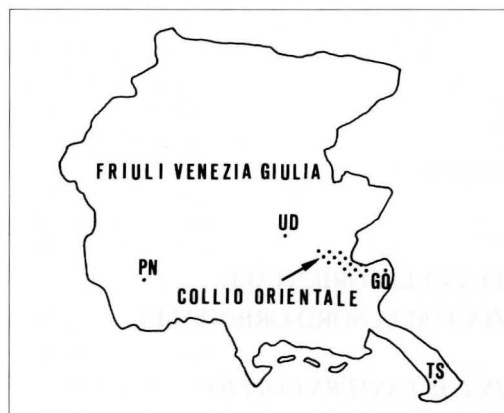 FRIULI VENEZIA GIULIA
UD
PN
GO
COLLIO ORIENTALE
TS